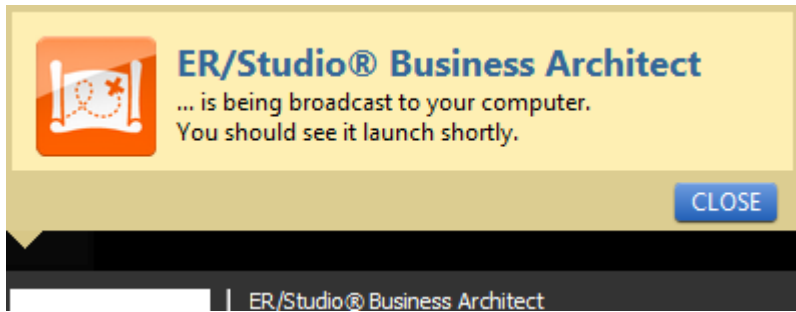 ER/Studio® Business Architect
... is being broadcast to your computer.
You should see it launch shortly.
CLOSE
ER/Studio® Business Architect